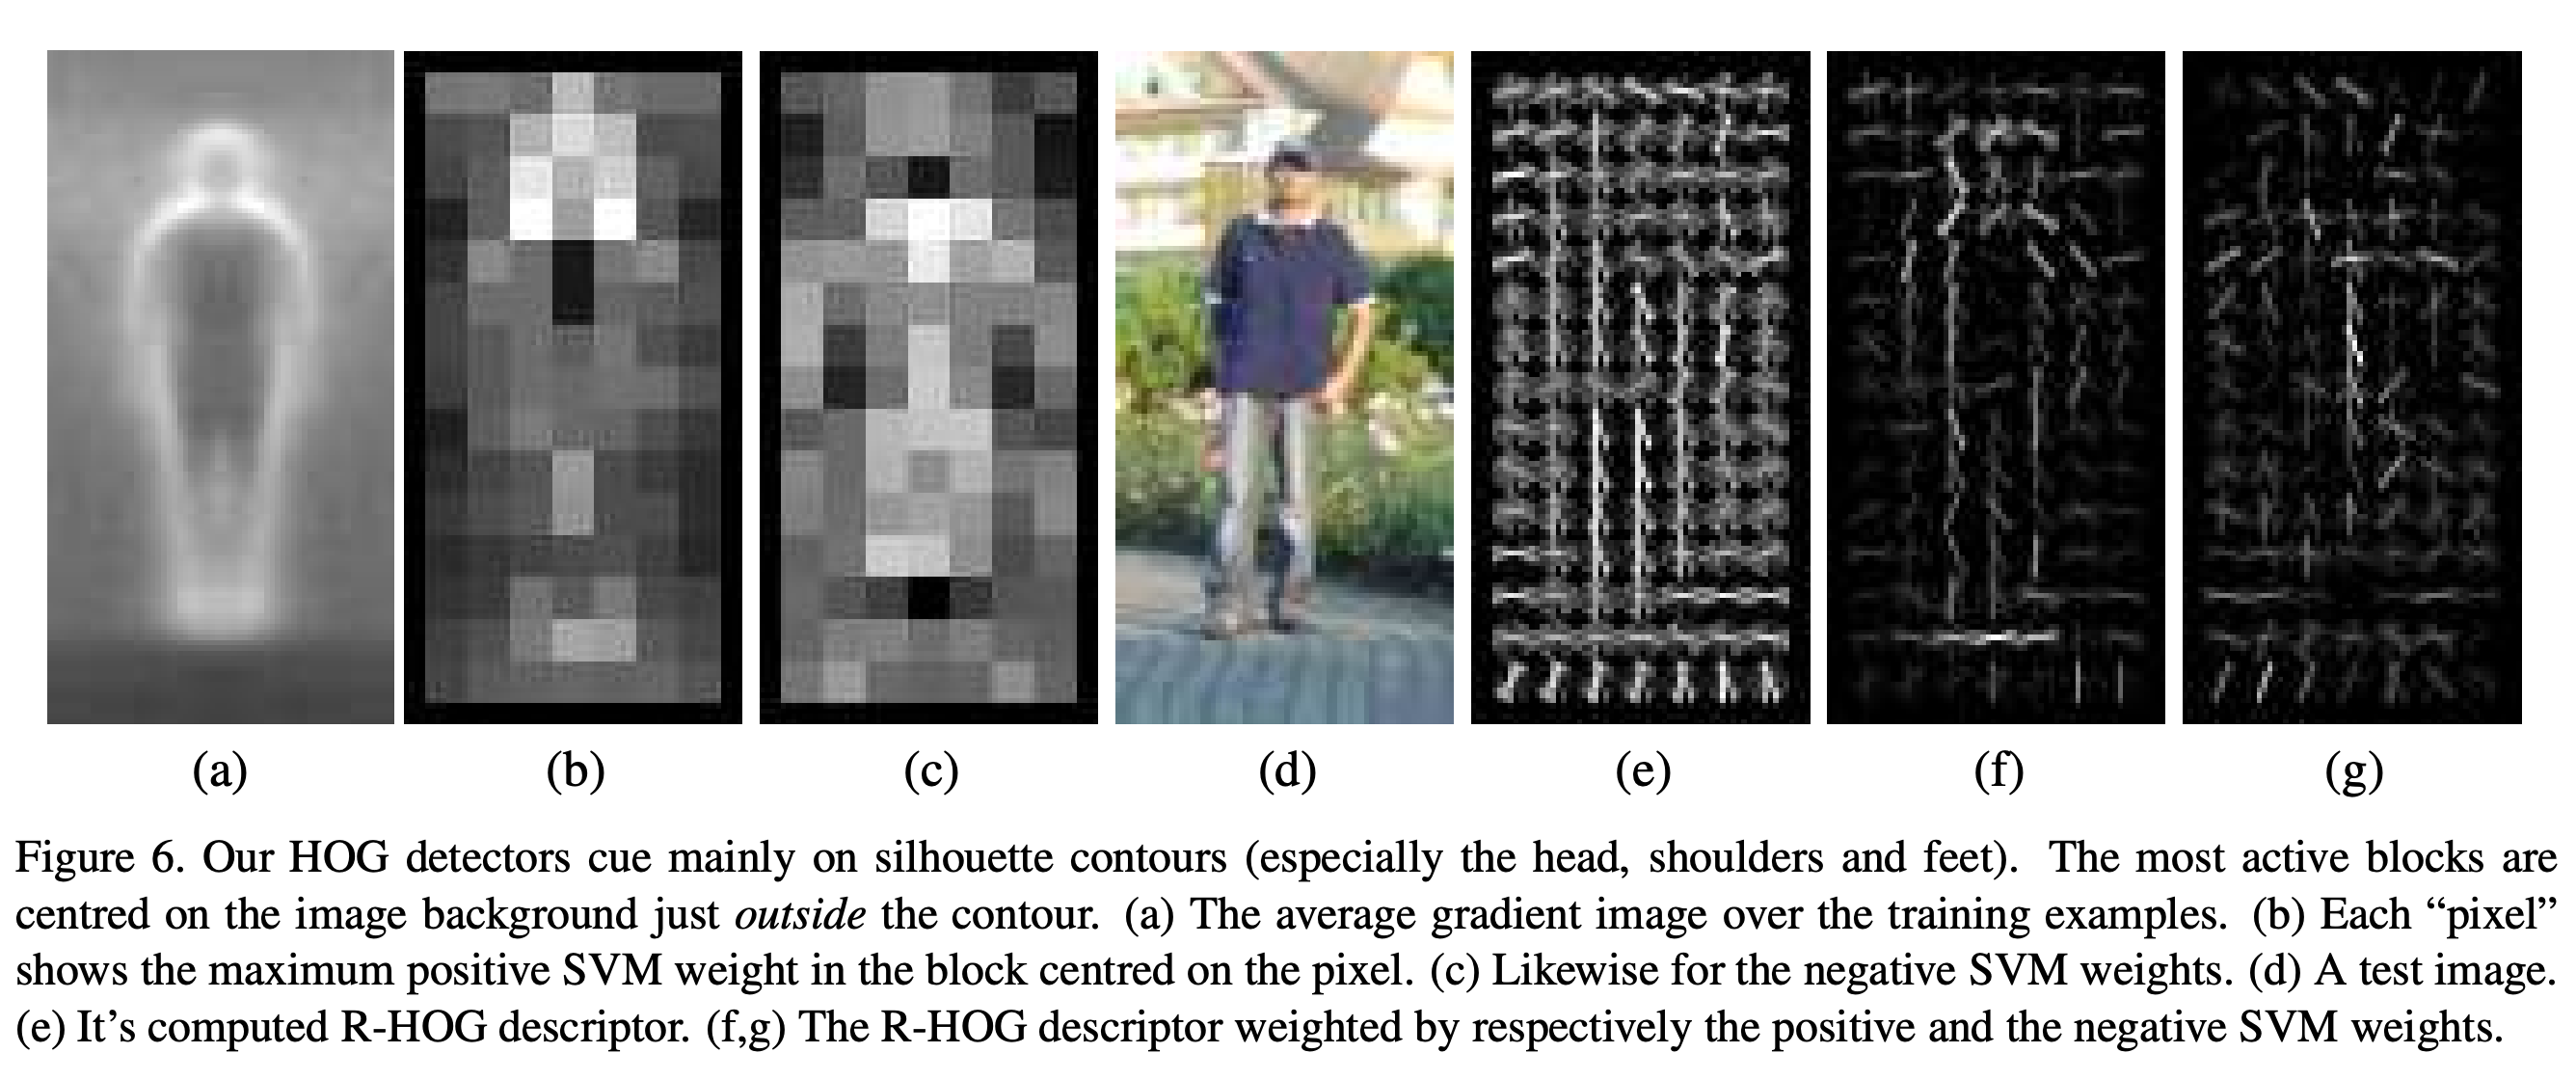 (a) (b) (c) (d) (e) (f) (g)
Figure 6. Our HOG detectors cue mainly on silhouette contours (especially the head, shoulders and feet). The most active blocks are
centred on the image background just outside the contour. (a) The average gradient image over the training examples. (b) Each “pixel”
shows the maximum positive SVM weight in the block centred on the pixel. (c) Likewise for the negative SVM weights. (d) A test image.
(e) It’s computed R-HOG descriptor. (f,g) The R-HOG descriptor weighted by respectively the positive and the negative SVM weights.